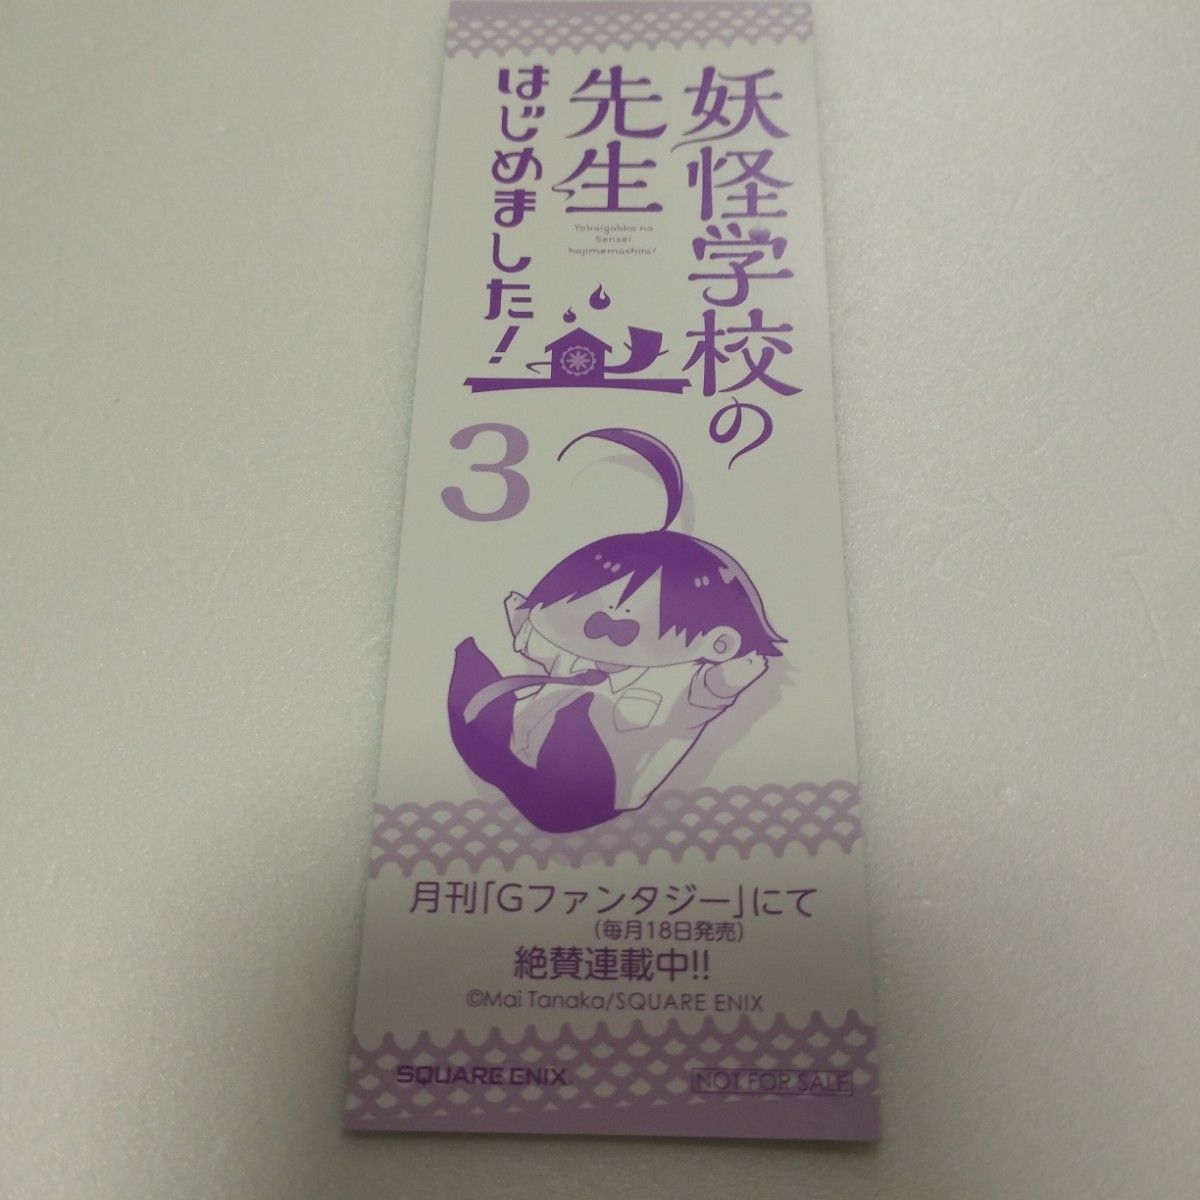 妖怪学校の
先生
はじめました!
Yokaigakko no
Sensei
hajimemashita!
3
月刊「Gファンタジー」にて
(毎月18日発売)
絶賛連載中!!
©Mai Tanaka/SQUARE ENIX
SQUARE ENIX.
NOT FOR SALE